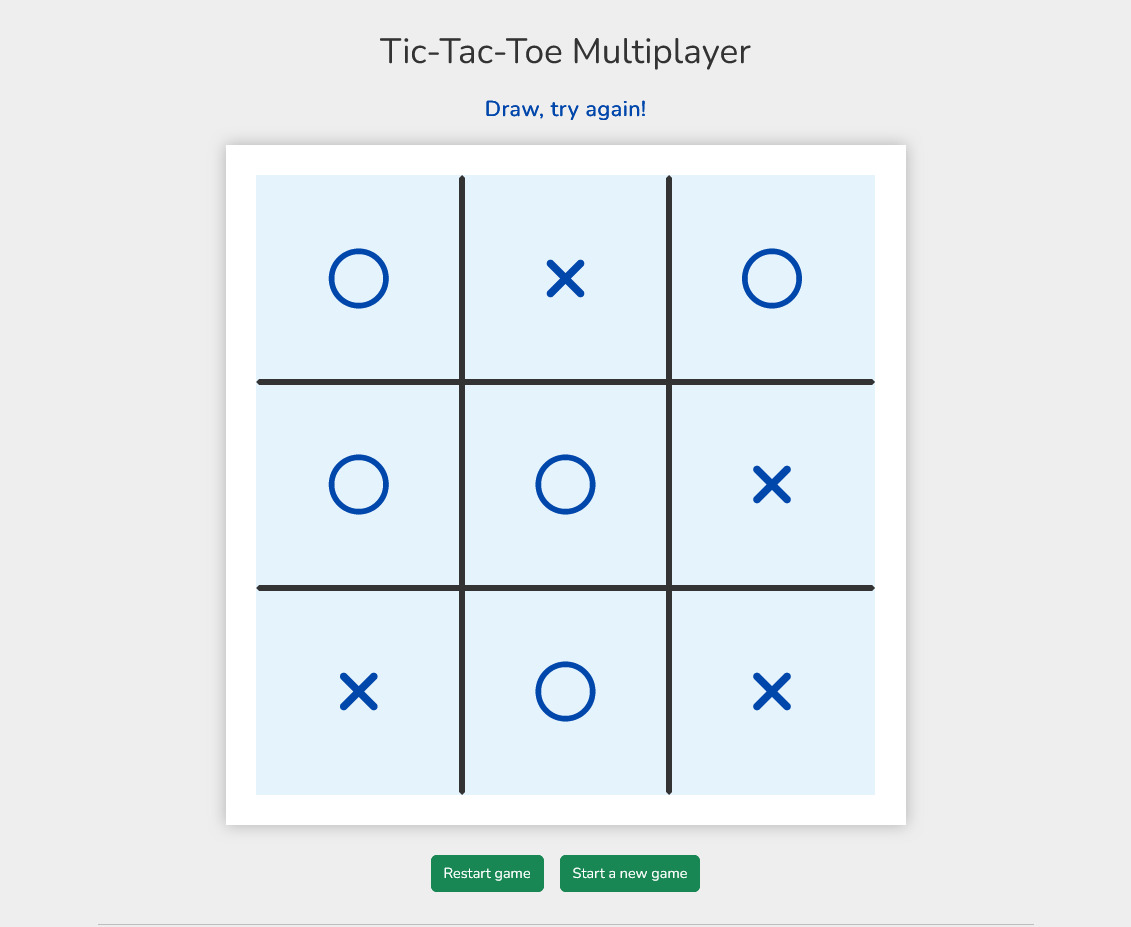 Tic-Tac-Toe Multiplayer
Draw, try again!
O X O
O O X
X O X
Restart game Start a new game